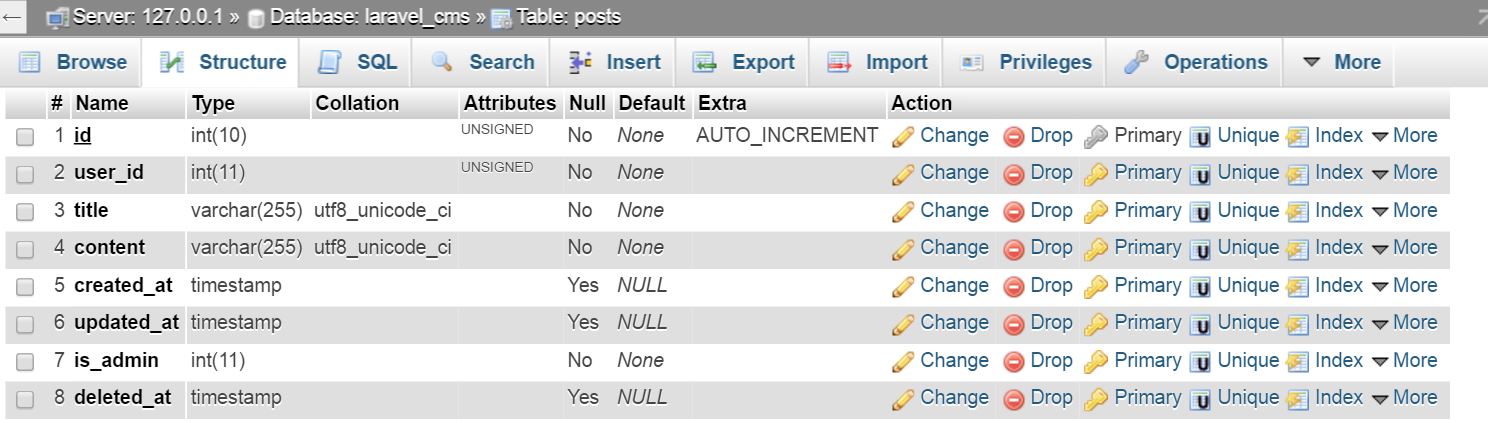 Server: 127.0.0.1 » Database: laravel_cms » Table: posts
Browse Structure SQL Search Insert Export Import Privileges Operations More
# Name Type Collation Attributes Null Default Extra Action
1 id int(10) UNSIGNED No None AUTO_INCREMENT Change Drop Primary Unique Index More
2 user_id int(11) UNSIGNED No None Change Drop Primary Unique Index More
3 title varchar(255) utf8_unicode_ci No None Change Drop Primary Unique Index More
4 content varchar(255) utf8_unicode_ci No None Change Drop Primary Unique Index More
5 created_at timestamp Yes NULL Change Drop Primary Unique Index More
6 updated_at timestamp Yes NULL Change Drop Primary Unique Index More
7 is_admin int(11) No None Change Drop Primary Unique Index More
8 deleted_at timestamp Yes NULL Change Drop Primary Unique Index More